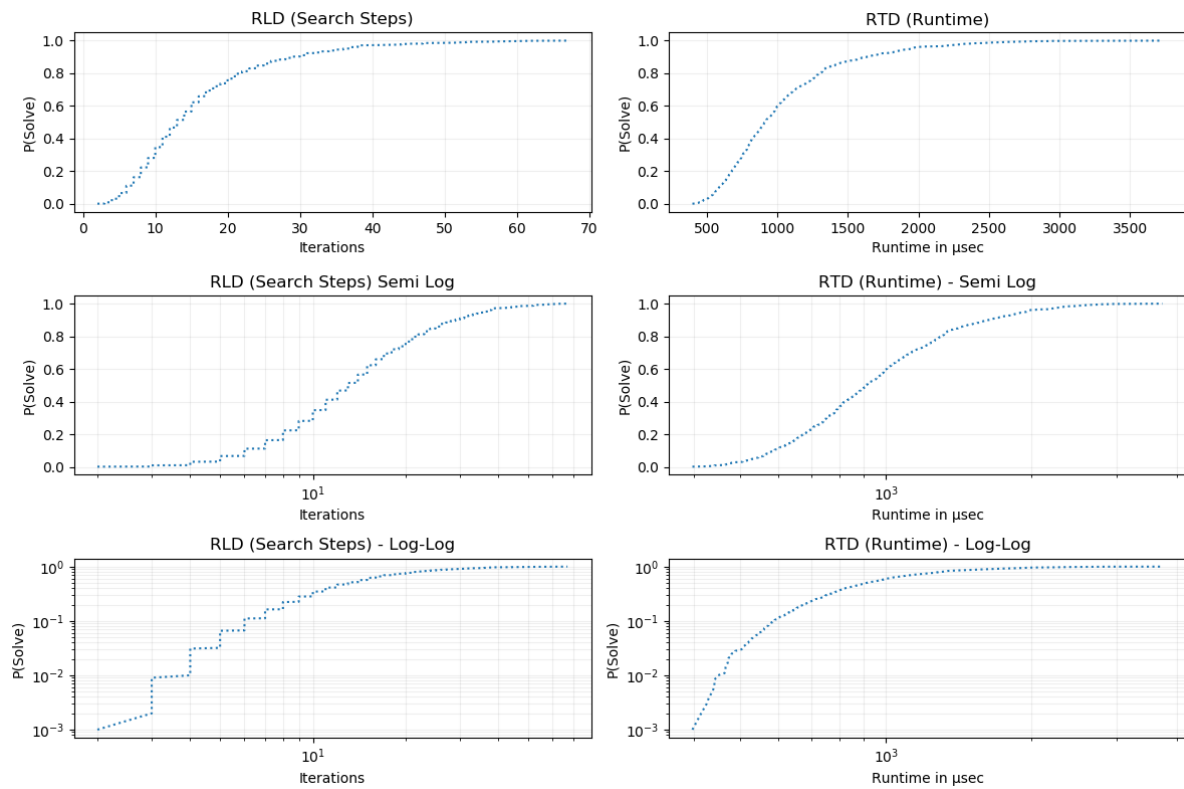 RLD (Search Steps)
1.0
0.8
0.6
0.4
0.2
0.0
P(Solve)
0 10 20 30 40 50 60 70
Iterations
RTD (Runtime)
1.0
0.8
0.6
0.4
0.2
0.0
P(Solve)
500 1000 1500 2000 2500 3000 3500
Runtime in µsec
RLD (Search Steps) Semi Log
1.0
0.8
0.6
0.4
0.2
0.0
P(Solve)
10¹
Iterations
RTD (Runtime) - Semi Log
1.0
0.8
0.6
0.4
0.2
0.0
P(Solve)
10³
Runtime in µsec
RLD (Search Steps) - Log-Log
10⁰
10⁻¹
10⁻²
10⁻³
P(Solve)
10¹
Iterations
RTD (Runtime) - Log-Log
10⁰
10⁻¹
10⁻²
10⁻³
P(Solve)
10³
Runtime in µsec